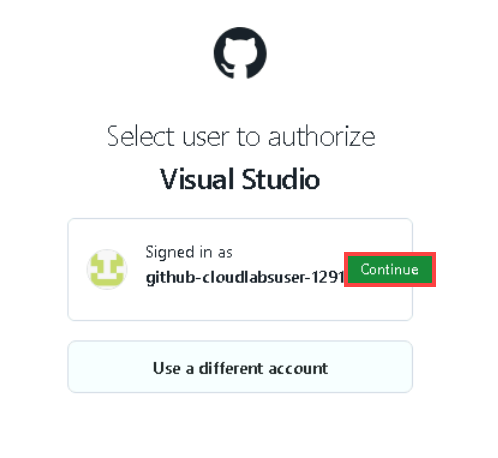 Select user to authorize
Visual Studio
Signed in as
github-cloudlabsuser-1291
Continue
Use a different account